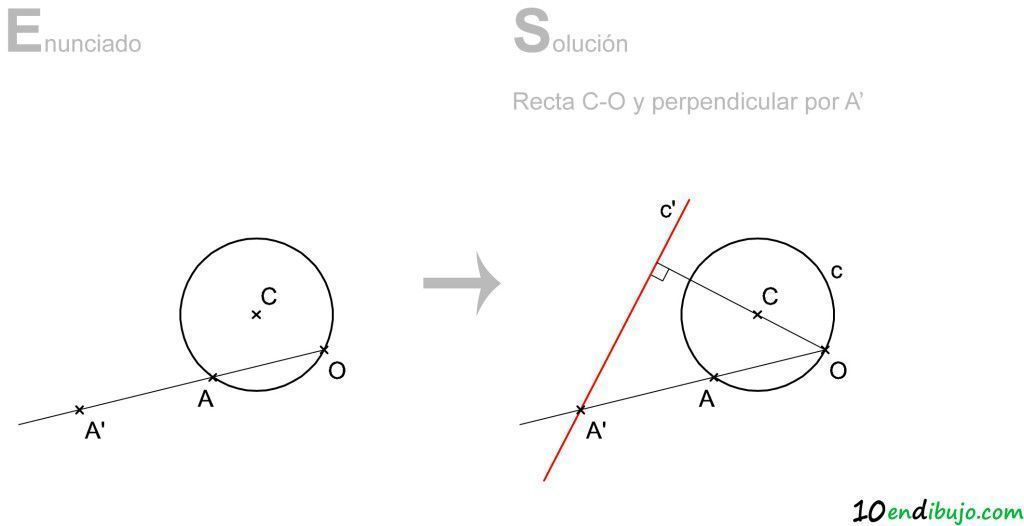 Enunciado
Solución
Recta C-O y perpendicular por A’
C
O
A
A'
c'
c
C
O
A
A'
10endibujo.com